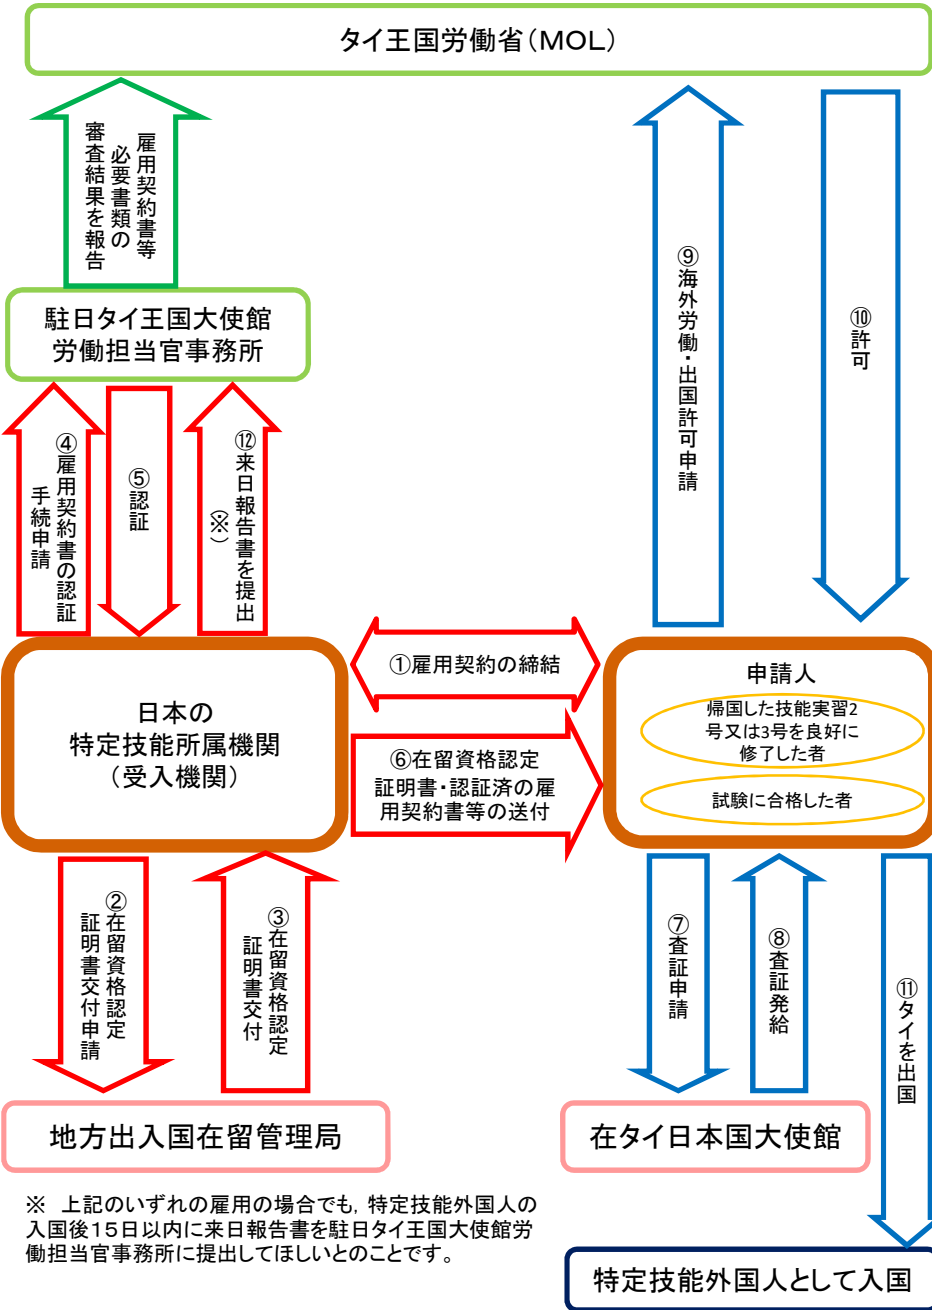 タイ王国労働省（MOL）
雇用契約書等
必要書類の
審査結果を報告
⑨海外労働・出国許可申請
⑩許可
駐日タイ王国大使館
労働担当官事務所
④雇用契約書の認証
手続申請
⑤認証
⑫来日報告書を提出
（※）
①雇用契約の締結
日本の
特定技能所属機関
（受入機関）
申請人
帰国した技能実習2
号又は3号を良好に
修了した者
試験に合格した者
⑥在留資格認定
証明書・認証済の雇
用契約書等の送付
②在留資格認定
証明書交付申請
③在留資格認定
証明書交付
⑦査証申請
⑧査証発給
⑪タイを出国
地方出入国在留管理局
在タイ日本国大使館
※　上記のいずれの雇用の場合でも，特定技能外国人の
入国後１５日以内に来日報告書を駐日タイ王国大使館労
働担当官事務所に提出してほしいとのことです。
特定技能外国人として入国